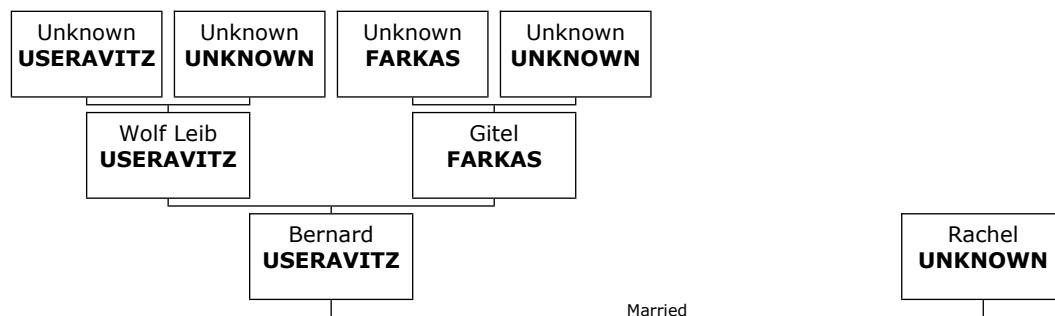 Unknown
USERAVITZ
Unknown
UNKNOWN
Unknown
FARKAS
Unknown
UNKNOWN
Wolf Leib
USERAVITZ
Gitel
FARKAS
Bernard
USERAVITZ
Rachel
UNKNOWN
Married